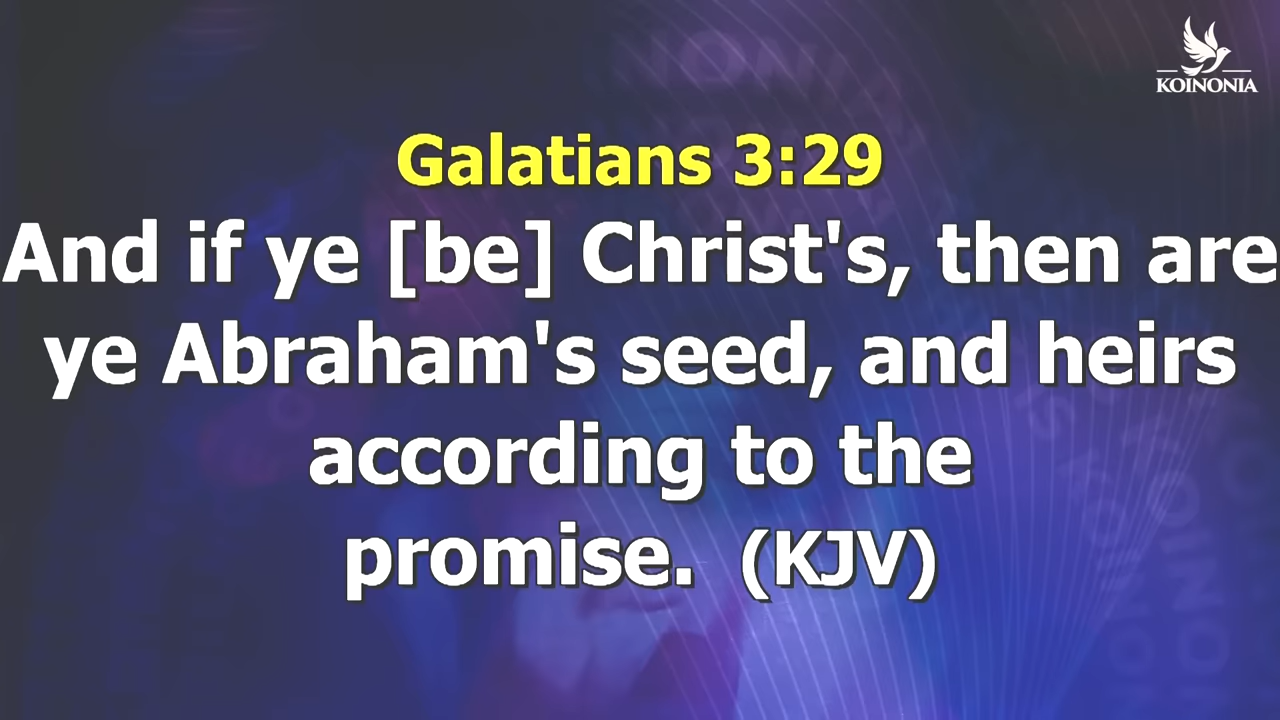 KOINONIA
Galatians 3:29
And if ye [be] Christ's, then are
ye Abraham's seed, and heirs
according to the
promise.  (KJV)